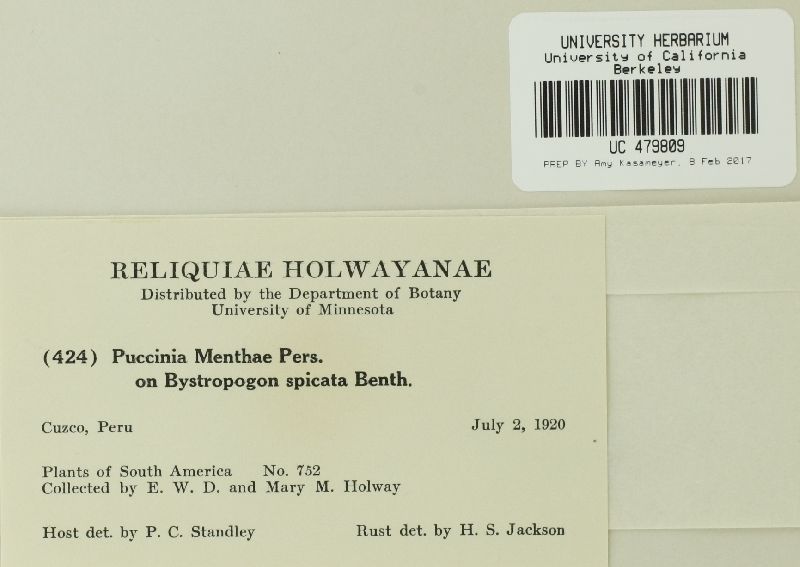 UNIVERSITY HERBARIUM
University of California
Berkeley
UC 479809
PREP BY Amy Kasameyer, 8 Feb 2017
RELIQUIAE HOLWAYANAE
Distributed by the Department of Botany
University of Minnesota
(424) Puccinia Menthae Pers.
on Bystropogon spicata Benth.
Cuzco, Peru July 2, 1920
Plants of South America No. 752
Collected by E. W. D. and Mary M. Holway
Host det. by P. C. Standley Rust det. by H. S. Jackson